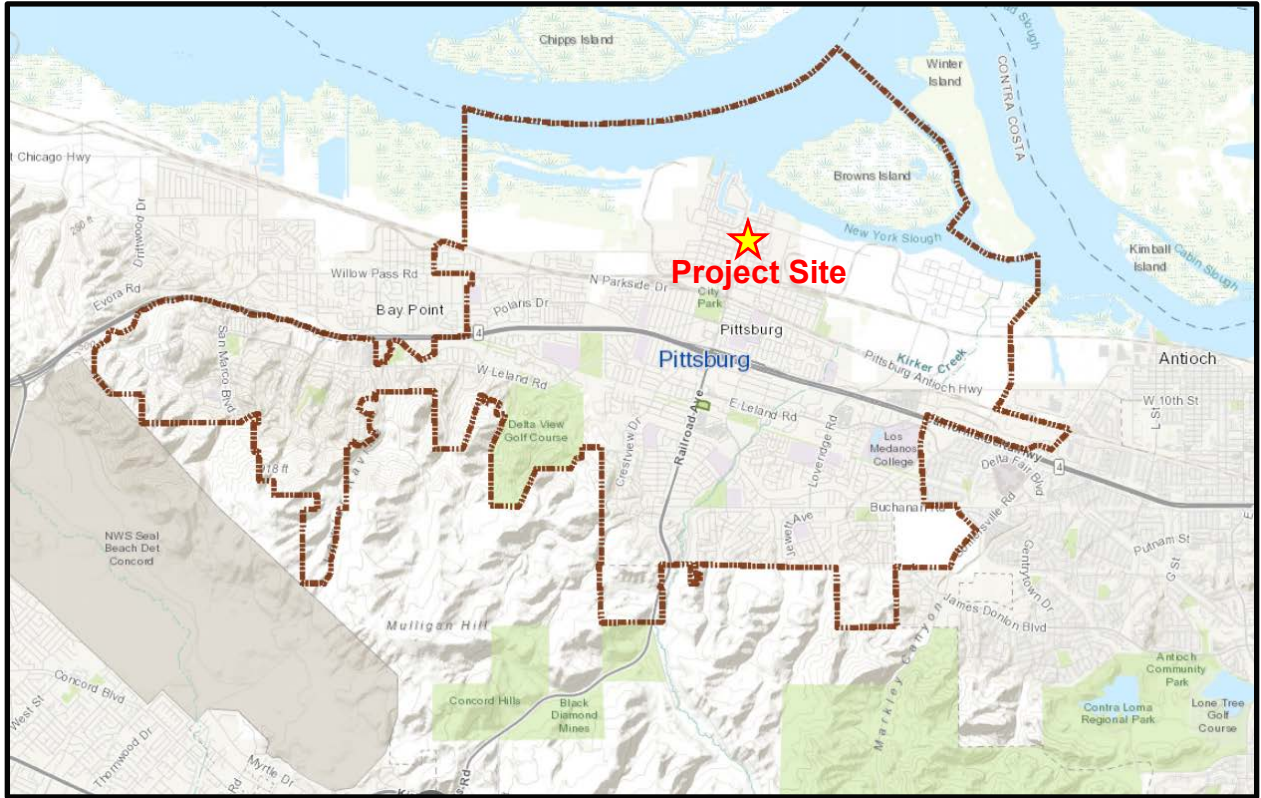 Chipps Island
Winter
Island
CONTRA COSTA
t Chicago Hwy
Driftwood Dr
290 ft
Browns Island
New York Slough
Kimball
Island
Cabin Slough
Project Site
Willow Pass Rd
N Parkside Dr
City
Park
Evora Rd
Bay Point
Polaris Dr
4
Pittsburg
Pittsburg
Kirker Creek
Pittsburg Antioch Hwy
Antioch
San Marco Blvd
W Leland Rd
E Leland Rd
W 10th St
L St
Delta View
Golf Course
Crestview Dr
Railroad Ave
Loveridge Rd
Los
Medanos
College
Delta Fair Blvd
4
Buchanan
Jewett Ave
NWS Seal
Beach Det
Concord
Gentrytown Dr
Putnam St
G St
James Donlon Blvd
Mulligan Hill
Markley Canyon
Antioch
Community
Park
Concord Blvd
West St
Concord Hills
Black
Diamond
Mines
Contra Loma
Regional Park
Lone Tree
Golf
Course
Thornwood Dr
Myrtle Dr
Rd